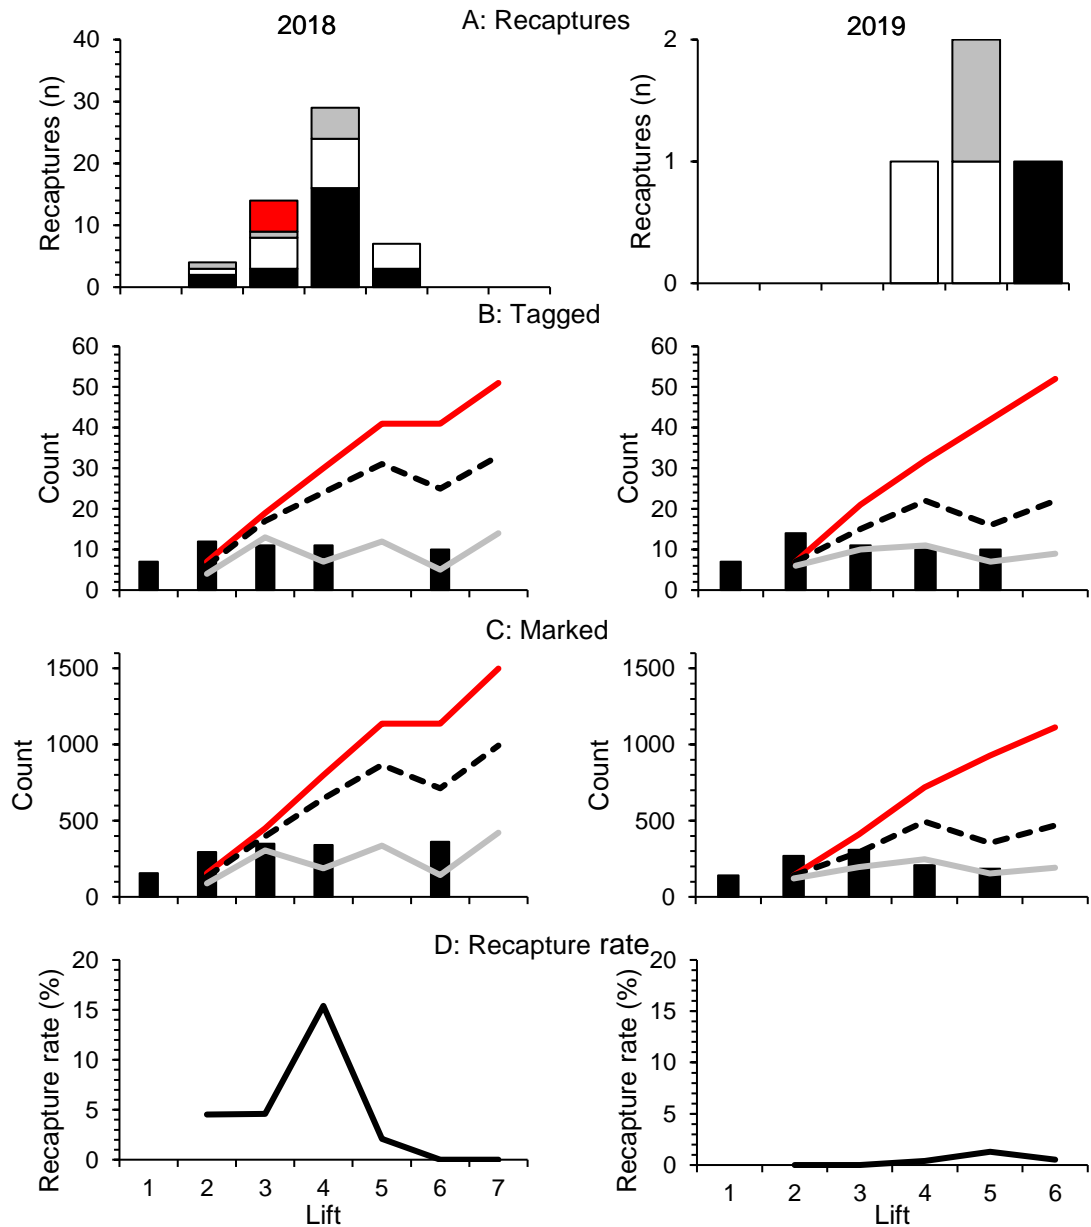 2018
A: Recaptures
2019
Recaptures (n)
40
30
20
10
0
Recaptures (n)
2
1
0
B: Tagged
Count
60
50
40
30
20
10
0
Count
60
50
40
30
20
10
0
C: Marked
Count
1500
1000
500
0
Count
1500
1000
500
0
D: Recapture rate
Recapture rate (%)
20
15
10
5
0
1 2 3 4 5 6 7
Lift
Recapture rate (%)
20
15
10
5
0
1 2 3 4 5 6
Lift